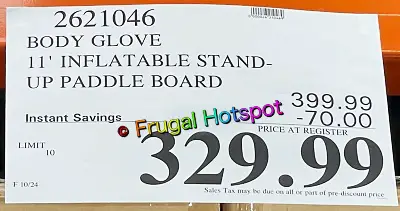 2621046
BODY GLOVE
11' INFLATABLE STAND-
UP PADDLE BOARD
399.99
Instant Savings -70.00
© Frugal Hotspot
PRICE AT REGISTER
LIMIT 10
329.99
F 10/24
Sales Tax may be due on all or part of pre-discount price